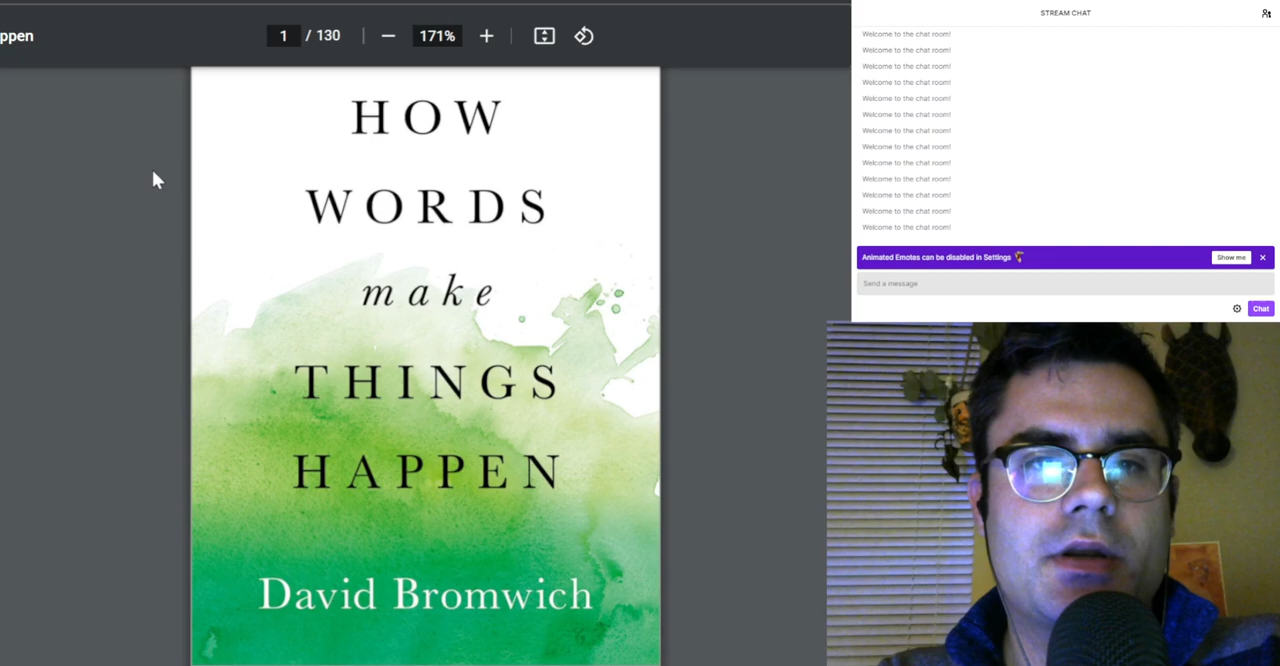 ppen
1 / 130
171%
HOW
WORDS
make
THINGS
HAPPEN
David Bromwich
STREAM CHAT
Welcome to the chat room!
Welcome to the chat room!
Welcome to the chat room!
Welcome to the chat room!
Welcome to the chat room!
Welcome to the chat room!
Welcome to the chat room!
Welcome to the chat room!
Welcome to the chat room!
Welcome to the chat room!
Welcome to the chat room!
Welcome to the chat room!
Welcome to the chat room!
Animated Emotes can be disabled in Settings Show me
Send a message
Chat